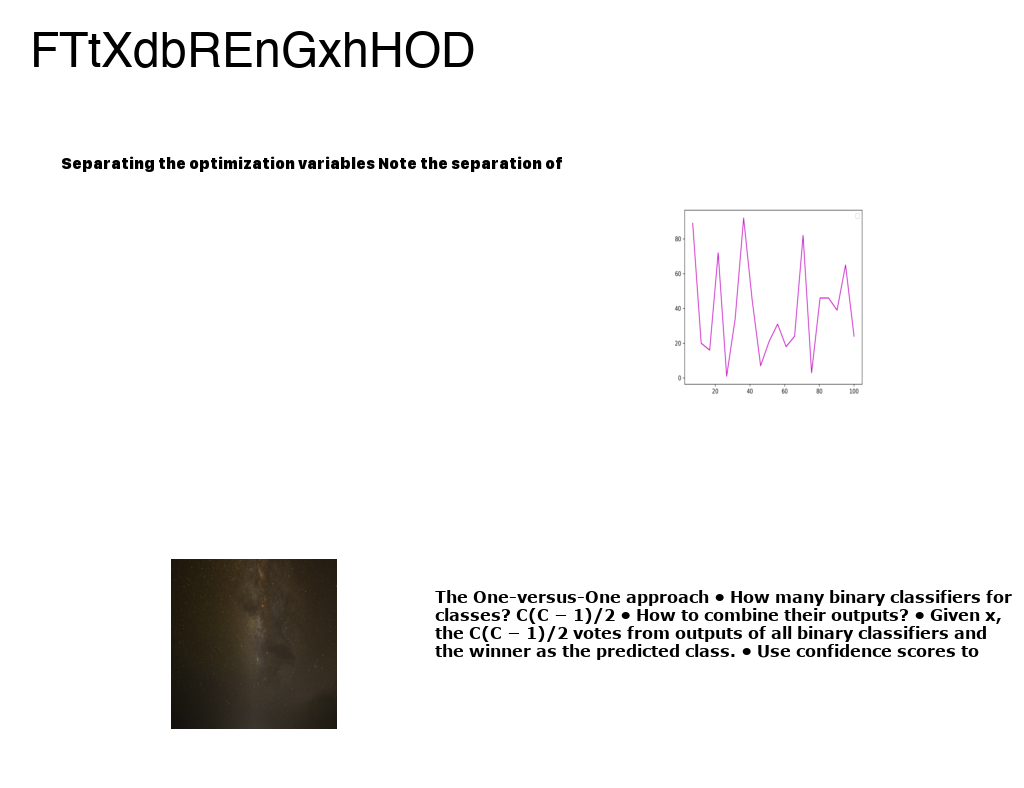 FTtXdbREnGxhHOD
Separating the optimization variables Note the separation of
80
60
40
20
0
20 40 60 80 100
The One-versus-One approach • How many binary classifiers for
classes? C(C − 1)/2 • How to combine their outputs? • Given x,
the C(C − 1)/2 votes from outputs of all binary classifiers and
the winner as the predicted class. • Use confidence scores to